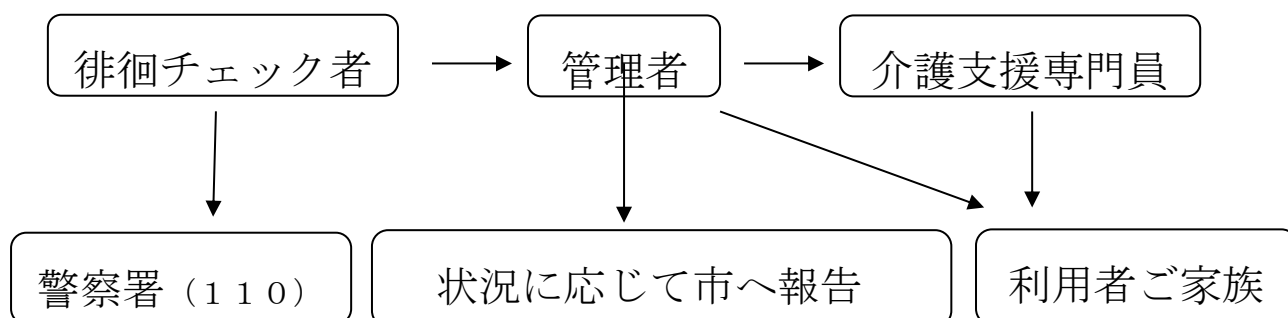 徘徊チェック者
管理者
介護支援専門員
警察署（１１０）
状況に応じて市へ報告
利用者ご家族